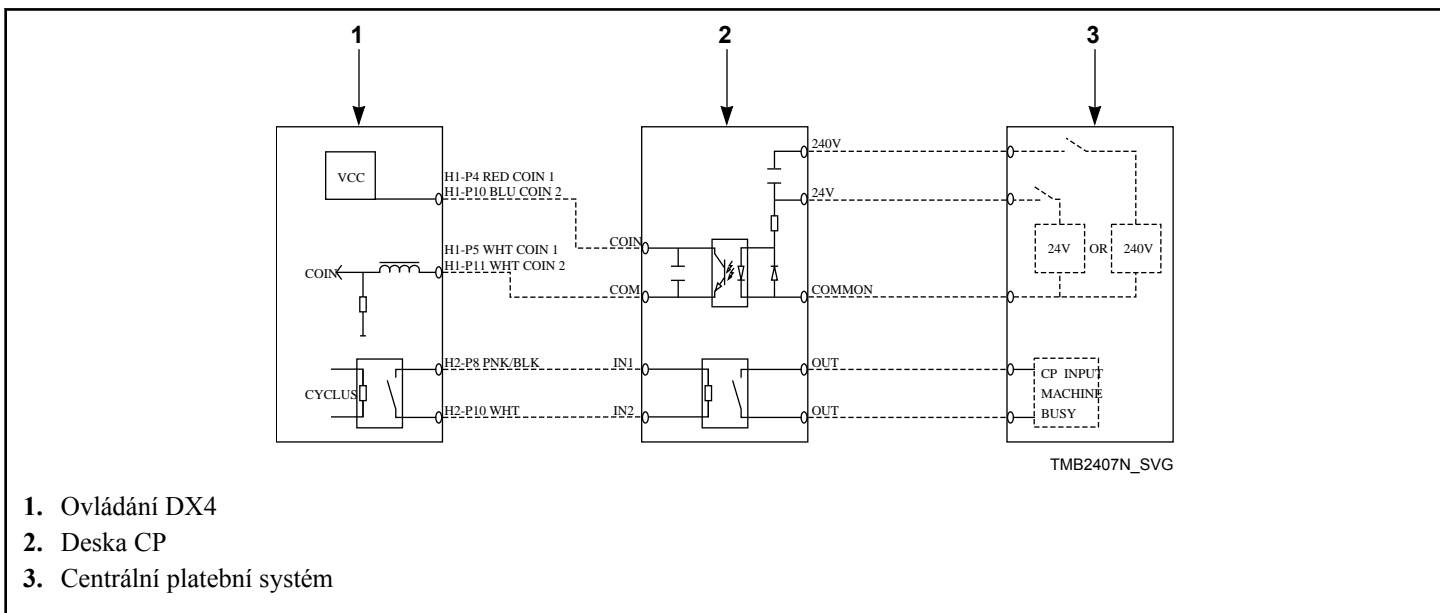 1
2
3
VCC
H1-P4 RED COIN 1
H1-P10 BLU COIN 2
H1-P5 WHT COIN 1
H1-P11 WHT COIN 2
COIN
CYCLUS
H2-P8 PNK/BLK
H2-P10 WHT
COIN
COM
IN1
IN2
240V
24V
COMMON
OUT
OUT
24V
OR
240V
CP INPUT
MACHINE
BUSY
TMB2407N_SVG
1. Ovládání DX4
2. Deska CP
3. Centrální platební systém